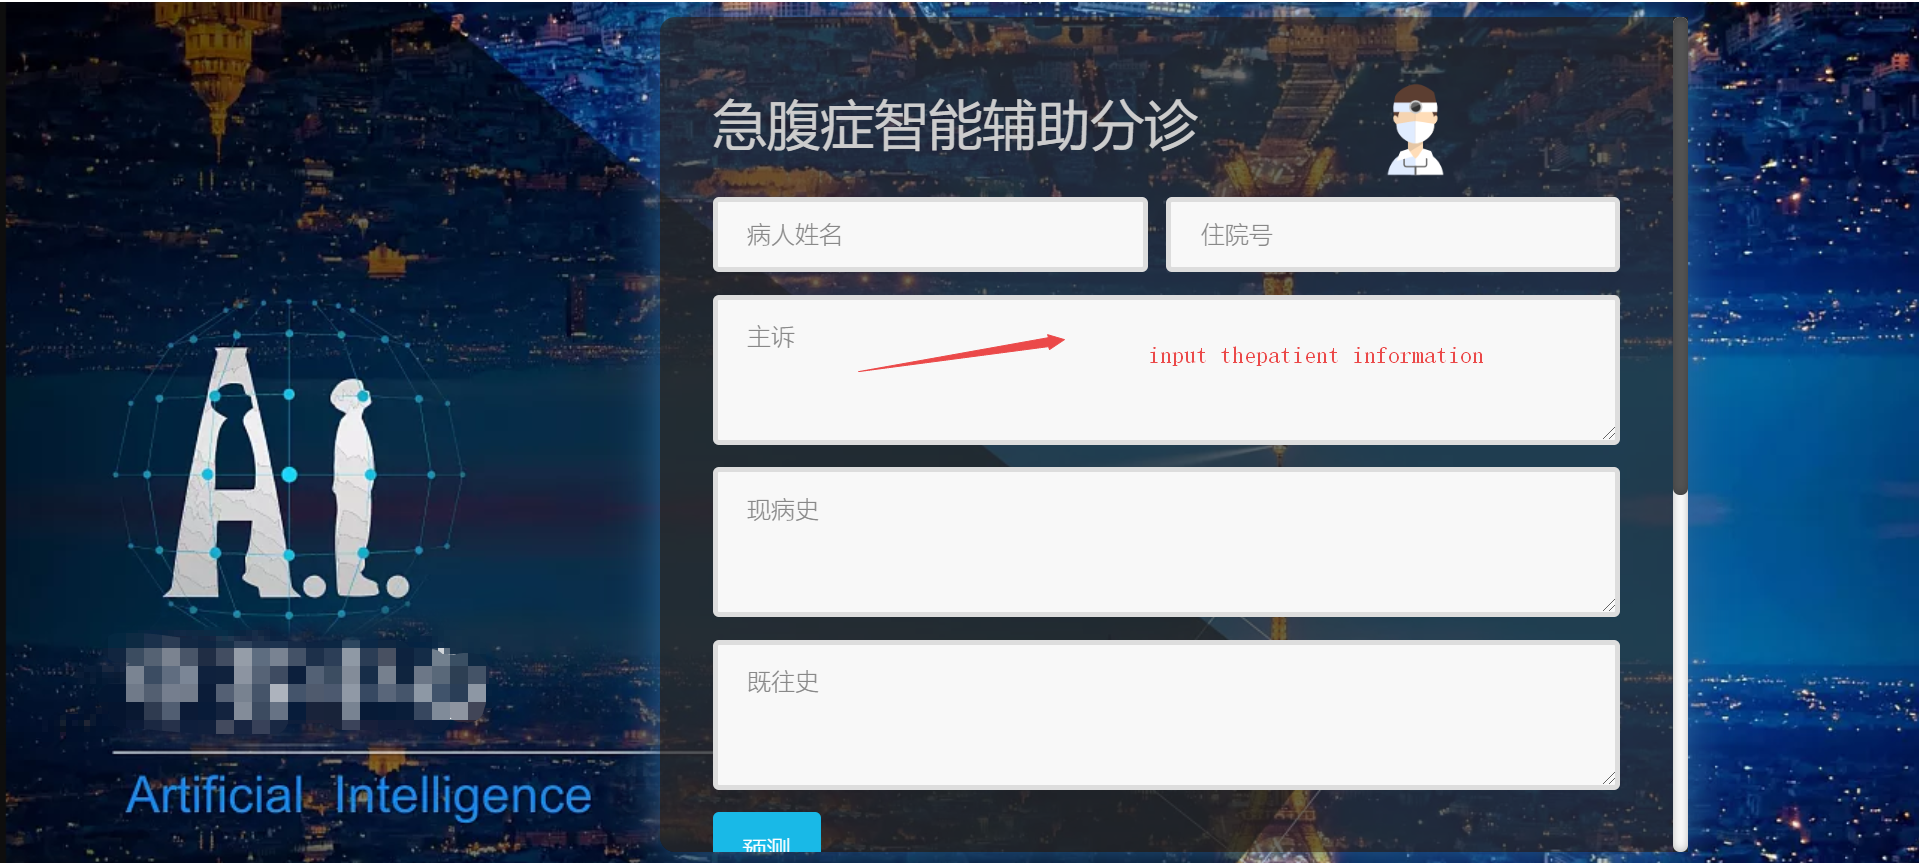 急腹症智能辅助分诊
病人姓名
住院号
主诉
input thepatient information
现病史
既往史
预测
A.I.
Artificial Intelligence